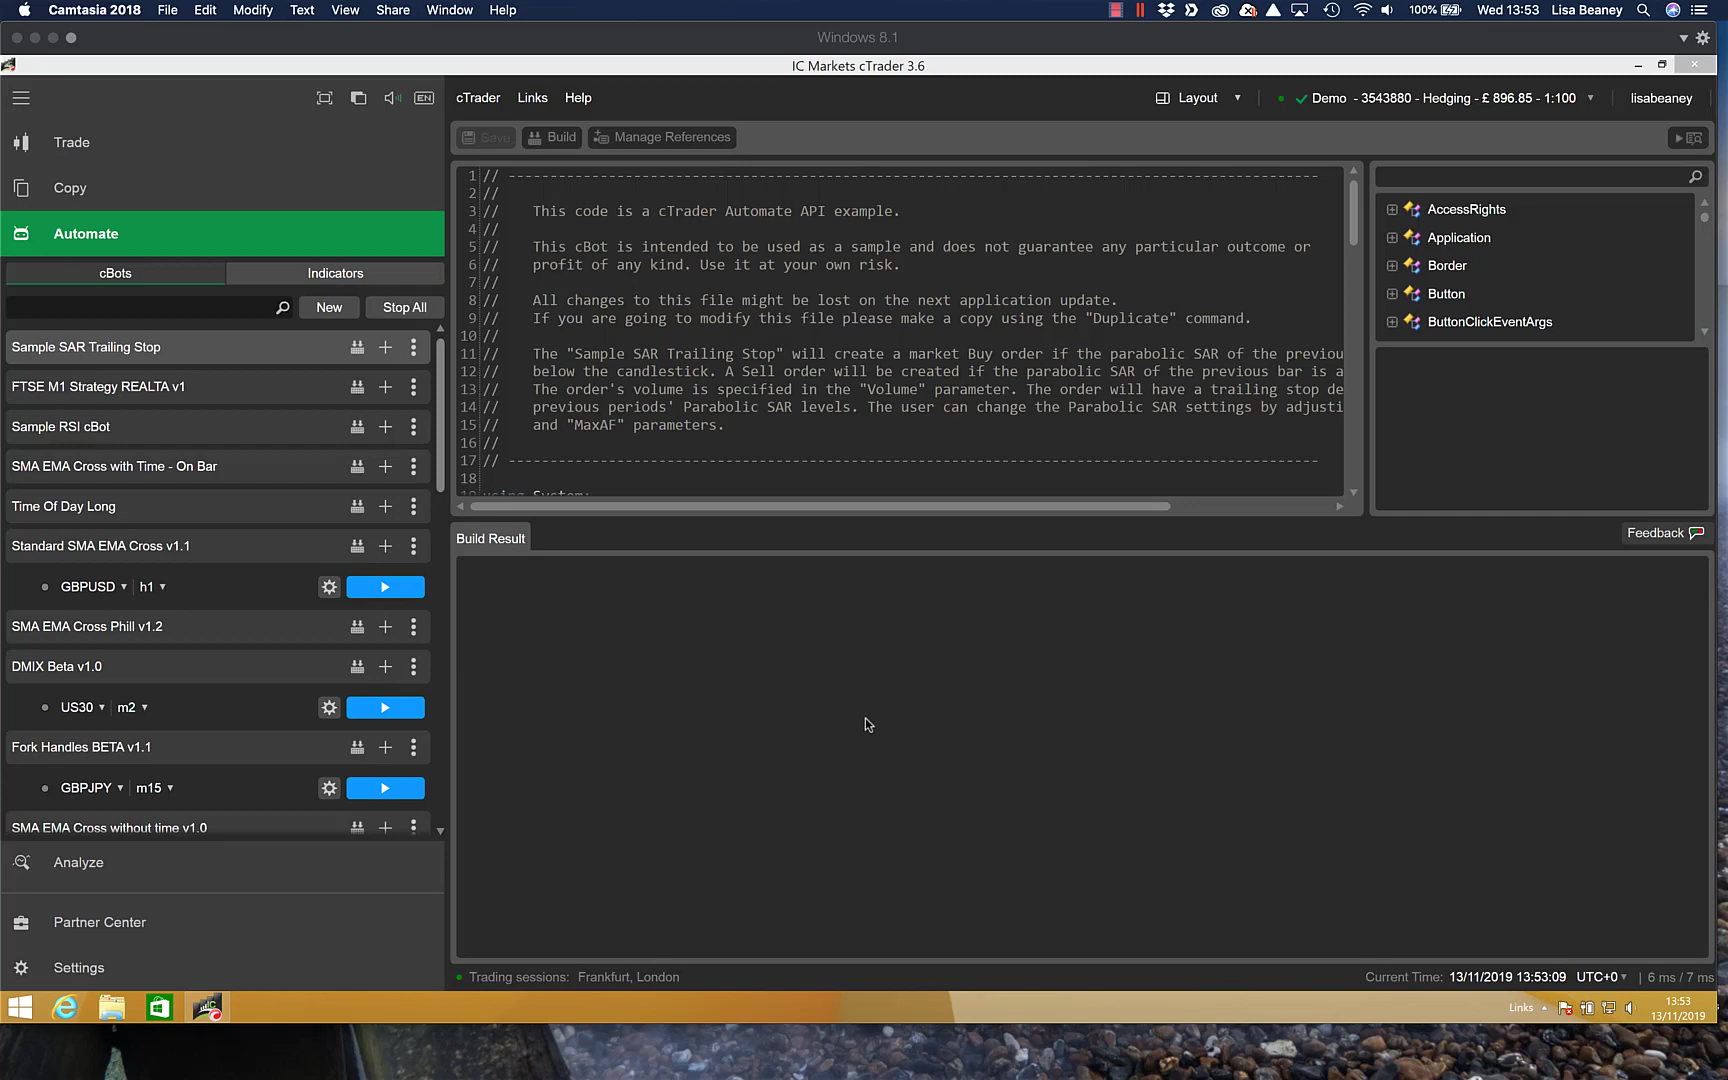 Camtasia 2018 File Edit Modify Text View Share Window Help 100% Wed 13:53 Lisa Beaney
Windows 8.1
IC Markets cTrader 3.6
EN cTrader Links Help Layout Demo - 3543880 - Hedging - £ 896.85 - 1:100 lisabeaney
Save Build Manage References
Trade
Copy
Automate
cBots Indicators
New Stop All
Sample SAR Trailing Stop
FTSE M1 Strategy REALTA v1
Sample RSI cBot
SMA EMA Cross with Time - On Bar
Time Of Day Long
Standard SMA EMA Cross v1.1
GBPUSD h1
SMA EMA Cross Phill v1.2
DMIX Beta v1.0
US30 m2
Fork Handles BETA v1.1
GBPJPY m15
SMA EMA Cross without time v1.0
Analyze
Partner Center
Settings
1 // -------------------------------------------------------------------------------------------------
2 //
3 // This code is a cTrader Automate API example.
4 //
5 // This cBot is intended to be used as a sample and does not guarantee any particular outcome or
6 // profit of any kind. Use it at your own risk.
7 //
8 // All changes to this file might be lost on the next application update.
9 // If you are going to modify this file please make a copy using the "Duplicate" command.
10 //
11 // The "Sample SAR Trailing Stop" will create a market Buy order if the parabolic SAR of the previou
12 // below the candlestick. A Sell order will be created if the parabolic SAR of the previous bar is a
13 // The order's volume is specified in the "Volume" parameter. The order will have a trailing stop de
14 // previous periods' Parabolic SAR levels. The user can change the Parabolic SAR settings by adjusti
15 // and "MaxAF" parameters.
16 //
17 // -------------------------------------------------------------------------------------------------
18
19 using System;
AccessRights
Application
Border
Button
ButtonClickEventArgs
Build Result
Feedback
Trading sessions: Frankfurt, London Current Time: 13/11/2019 13:53:09 UTC+0 | 6 ms / 7 ms
Links 13:53
13/11/2019